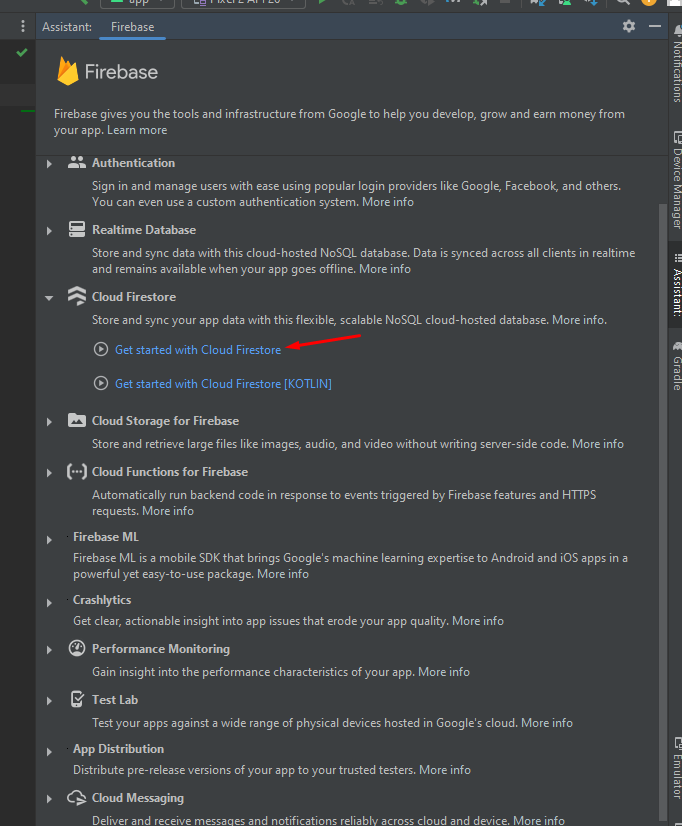 app
Assistant: Firebase
Firebase
Firebase gives you the tools and infrastructure from Google to help you develop, grow and earn money from
your app. Learn more
Authentication
Sign in and manage users with ease using popular login providers like Google, Facebook, and others.
You can even use a custom authentication system. More info
Realtime Database
Store and sync data with this cloud-hosted NoSQL database. Data is synced across all clients in realtime
and remains available when your app goes offline. More info
Cloud Firestore
Store and sync your app data with this flexible, scalable NoSQL cloud-hosted database. More info.
Get started with Cloud Firestore
Get started with Cloud Firestore [KOTLIN]
Cloud Storage for Firebase
Store and retrieve large files like images, audio, and video without writing server-side code. More info
Cloud Functions for Firebase
Automatically run backend code in response to events triggered by Firebase features and HTTPS
requests. More info
Firebase ML
Firebase ML is a mobile SDK that brings Google's machine learning expertise to Android and iOS apps in a
powerful yet easy-to-use package. More info
Crashlytics
Get clear, actionable insight into app issues that erode your app quality. More info
Performance Monitoring
Gain insight into the performance characteristics of your app. More info
Test Lab
Test your apps against a wide range of physical devices hosted in Google's cloud. More info
App Distribution
Distribute pre-release versions of your app to your trusted testers. More info
Cloud Messaging
Deliver and receive messages and notifications reliably across cloud and device. More info
Notifications
Device Manager
Assistant:
Gradle
Emulator